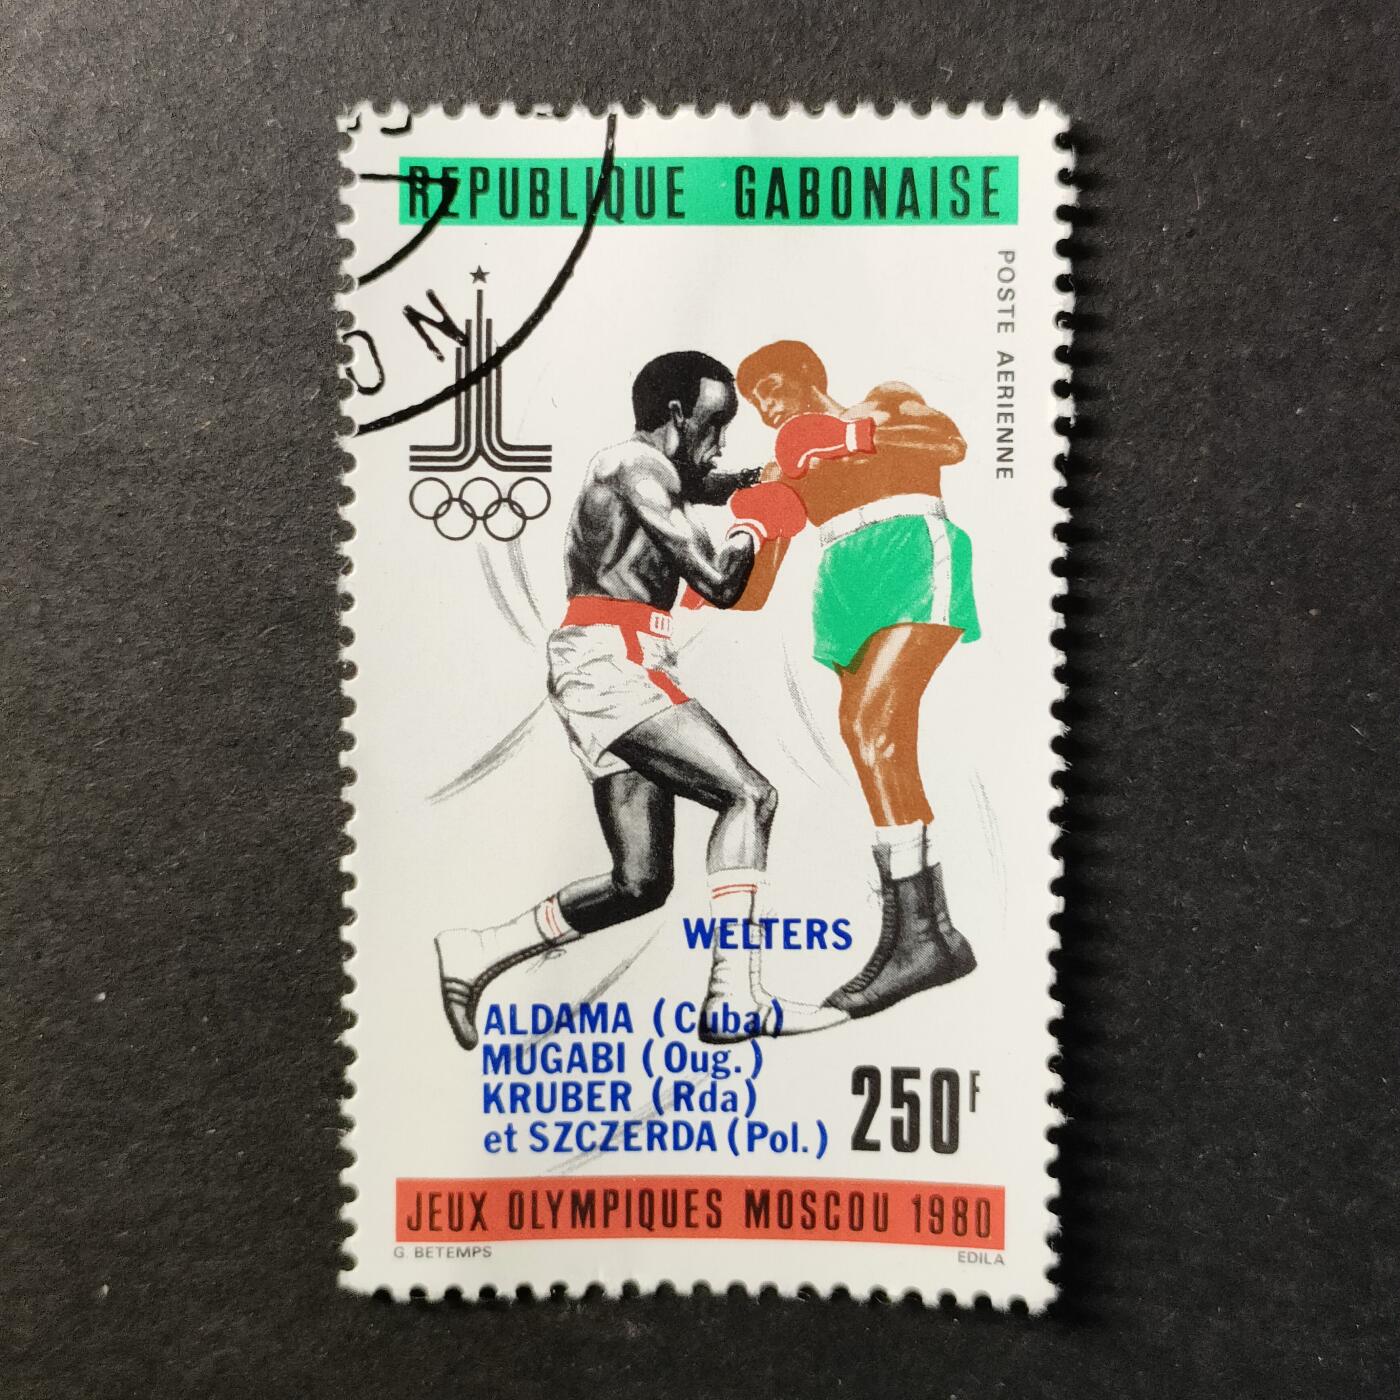 REPUBLIQUE GABONAISE
POSTE AERIENNE
ON
WELTERS
ALDAMA (Cuba)
MUGABI (Oug.)
KRUBER (Rda)
et SZCZERDA (Pol.)
250F
JEUX OLYMPIQUES MOSCOU 1980
G. BETEMPS
EDILA